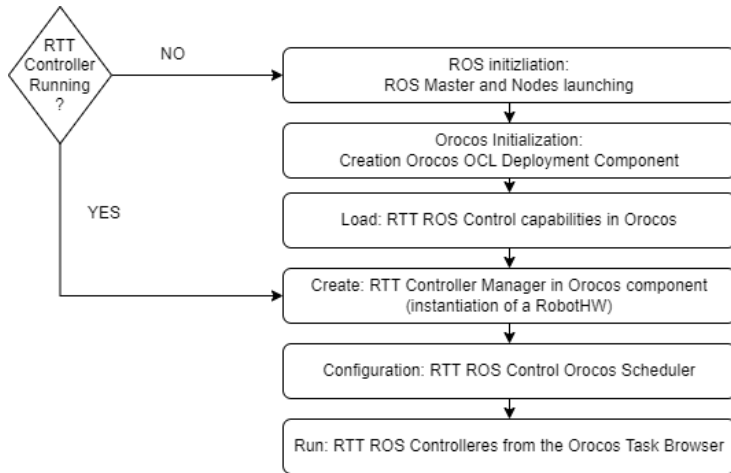 RTT
Controller
Running
?
NO
YES
ROS initizliation:
ROS Master and Nodes launching
Orocos Initialization:
Creation Orocos OCL Deployment Component
Load: RTT ROS Control capabilities in Orocos
Create: RTT Controller Manager in Orocos component
(instantiation of a RobotHW)
Configuration: RTT ROS Control Orocos Scheduler
Run: RTT ROS Controlleres from the Orocos Task Browser